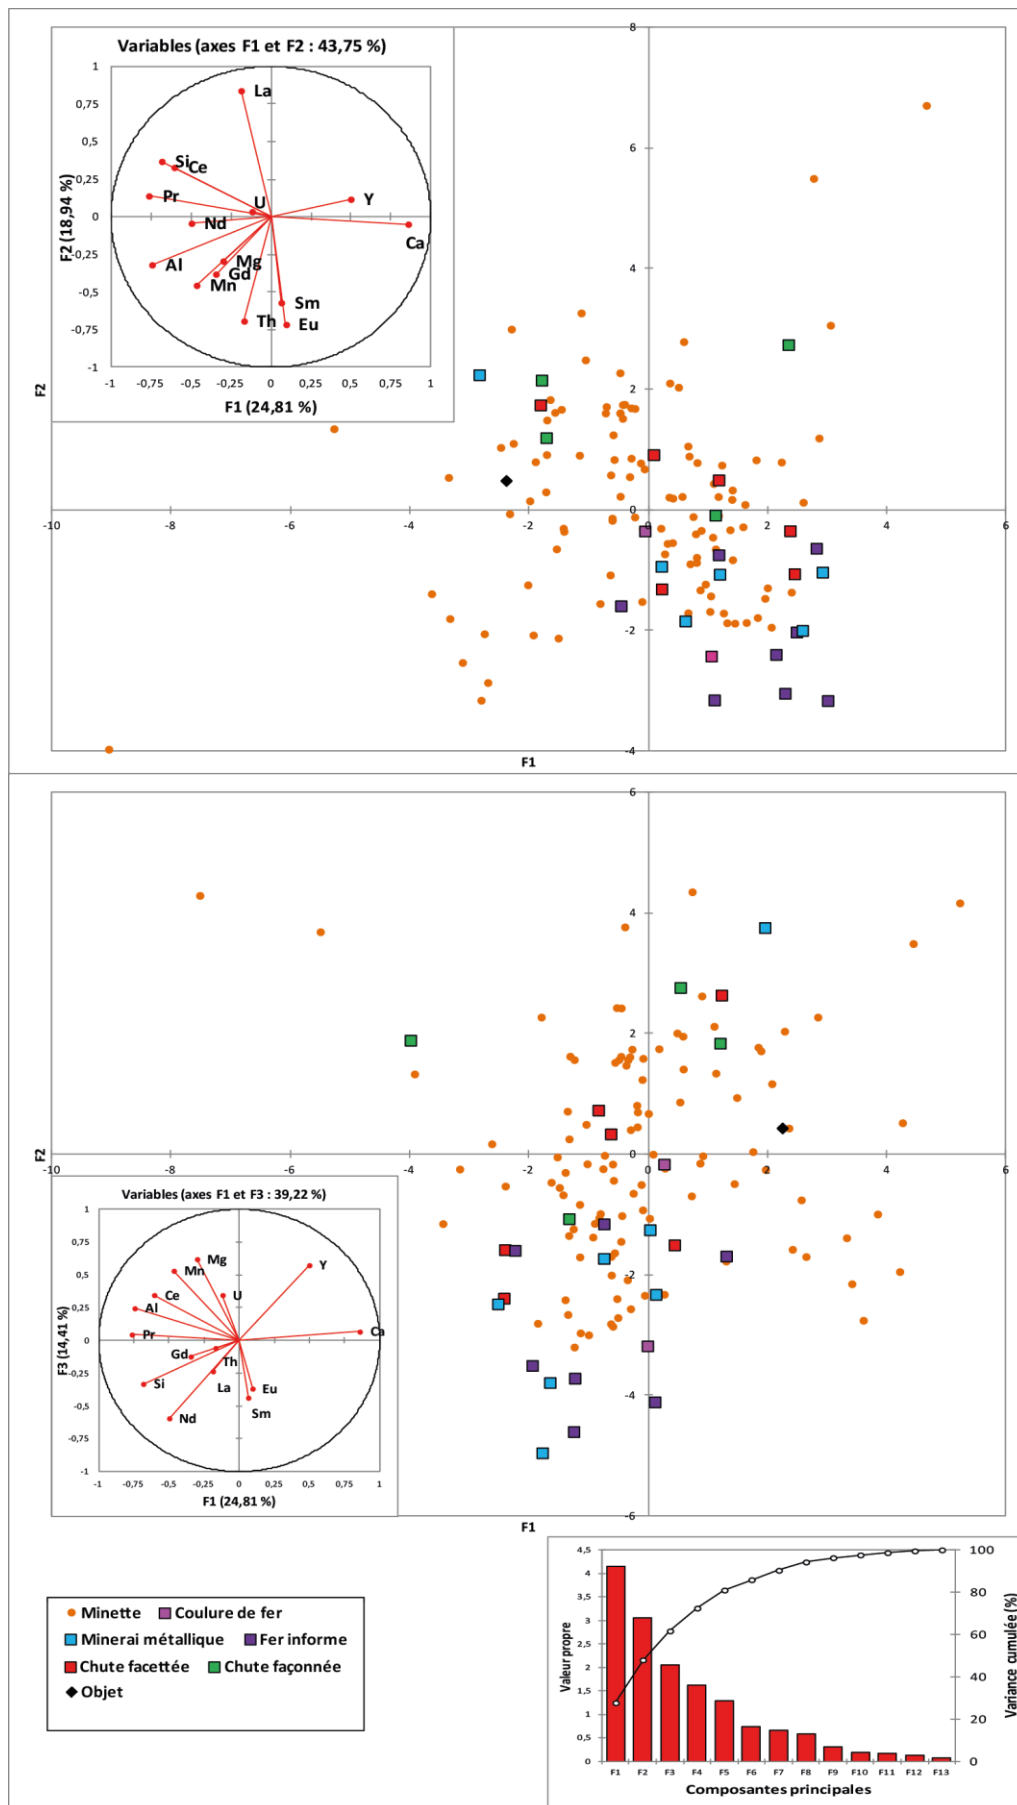 Variables (axes F1 et F2 : 43,75 %)
1
0,75
0,5
0,25
0
-0,25
-0,5
-0,75
-1
F2 (18,94 %)
La
Si
Ce
Pr
U
Y
Nd
Ca
Al
Mg
Gd
Mn
Sm
Th
Eu
-1 -0,75 -0,5 -0,25 0 0,5 1
F1 (24,81 %)
8
6
4
2
0
-2
-4
F2
-10 -8 -6 -4 -2 0 2 4 6
F1
6
4
2
0
-2
-4
-6
F2
-10 -8 -6 -4 -2 0 2 4 6
F1
Variables (axes F1 et F3 : 39,22 %)
1
0,75
0,5
0,25
0
-0,25
-0,5
-0,75
-1
F3 (14,41 %)
Mg
Y
Mn
Ce
U
Al
Pr
Ca
Gd
Th
Si
La
Eu
Nd
Sm
-1 -0,75 -0,5 -0,25 0 0,25 0,5 0,75 1
F1 (24,81 %)
Minette Coulure de fer
Minerai métallique Fer informe
Chute facettée Chute façonnée
Objet
4,5
4
3,5
3
2,5
2
1,5
1
0,5
0
Valeur propre
100
80
60
40
20
0
Variance cumulée (%)
F1 F2 F3 F4 F5 F6 F7 F8 F9 F10 F11 F12 F13
Composantes principales